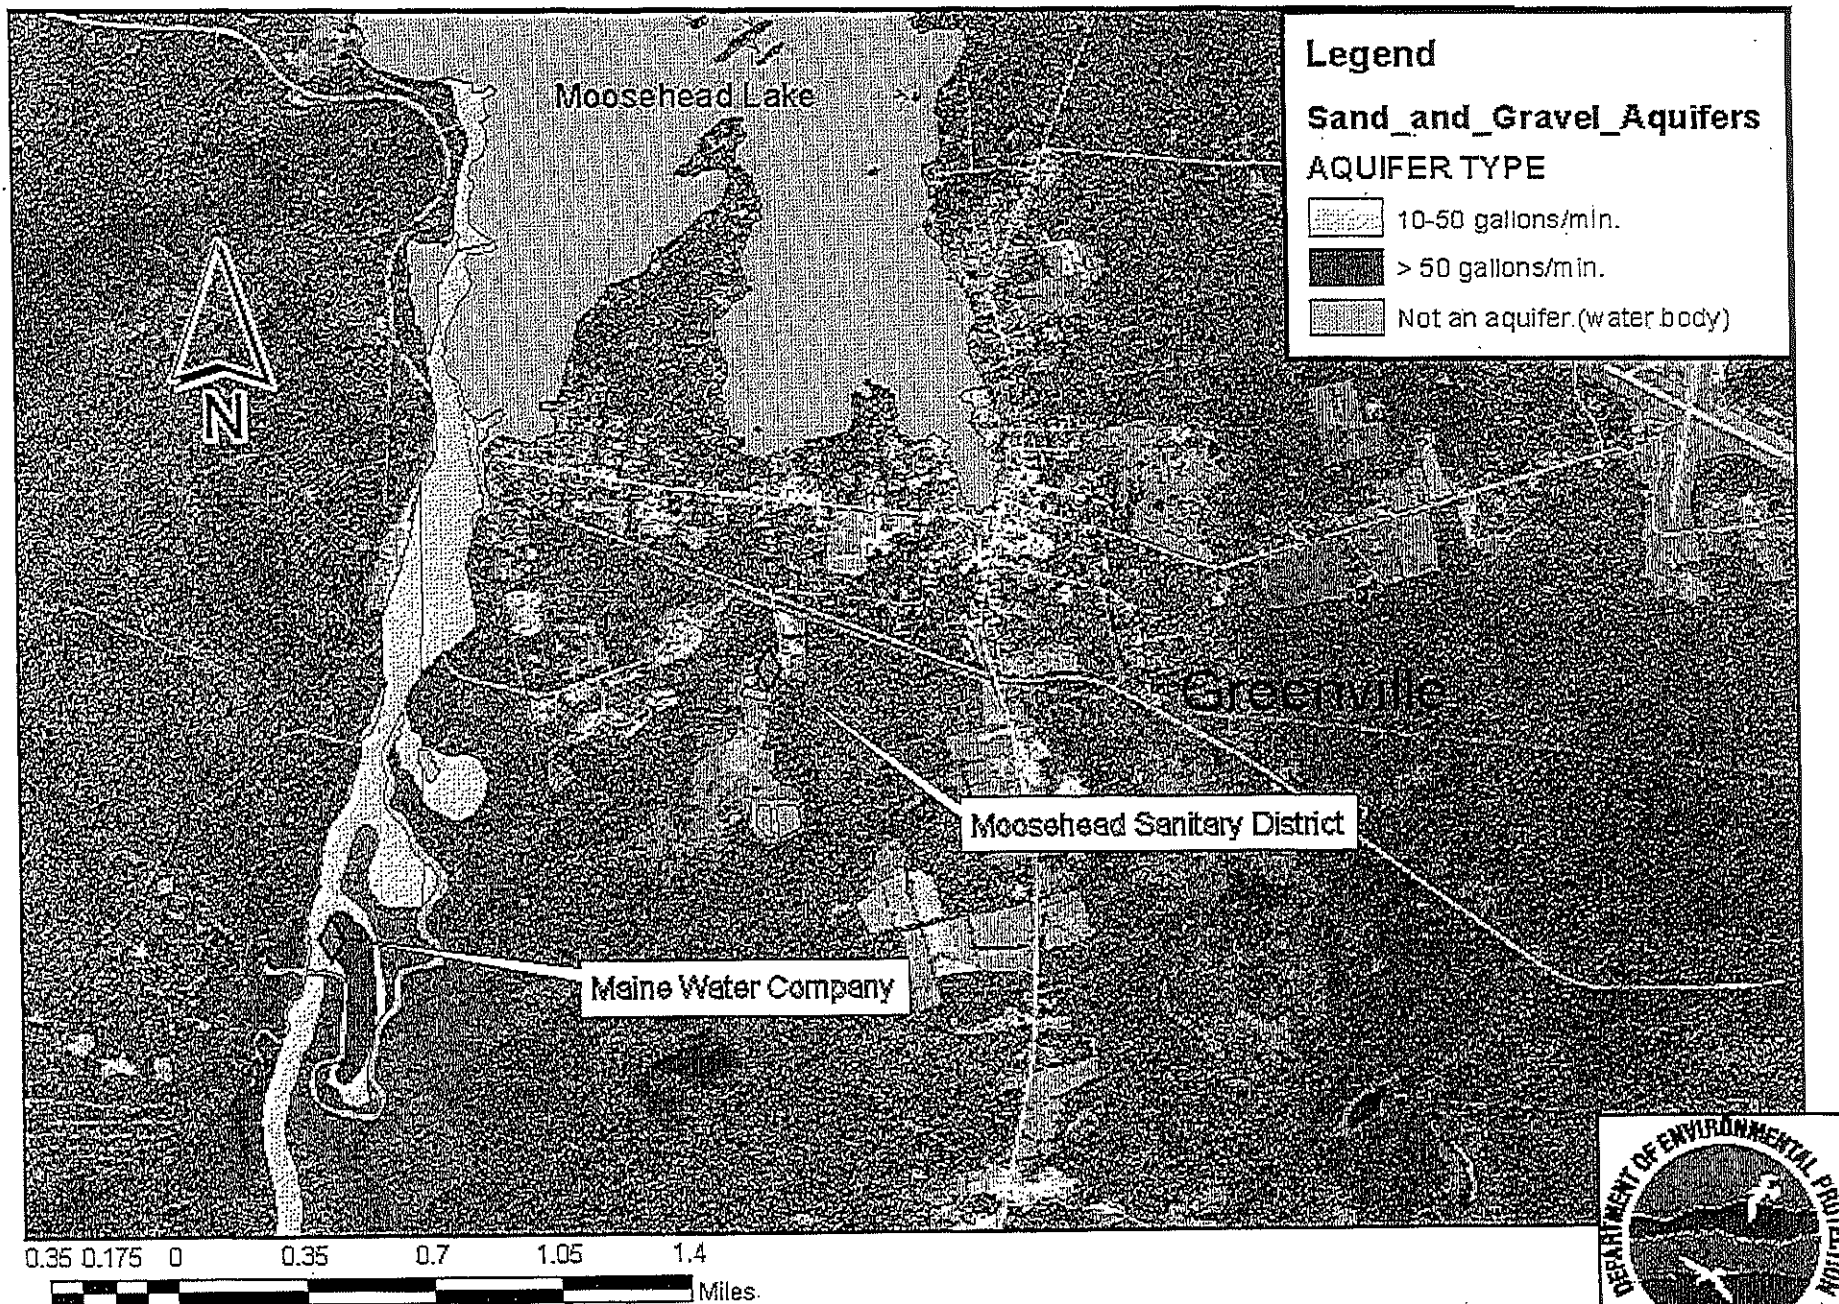 Moosehead Lake
Legend
Sand_and_Gravel_Aquifers
AQUIFER TYPE
10-50 gallons/min.
> 50 gallons/min.
Not an aquifer.(water body)
N
Greenville
Moosehead Sanitary District
Maine Water Company
0.35 0.175 0 0.35 0.7 1.05 1.4
Miles
DEPARTMENT OF ENVIRONMENTAL PROTECTION